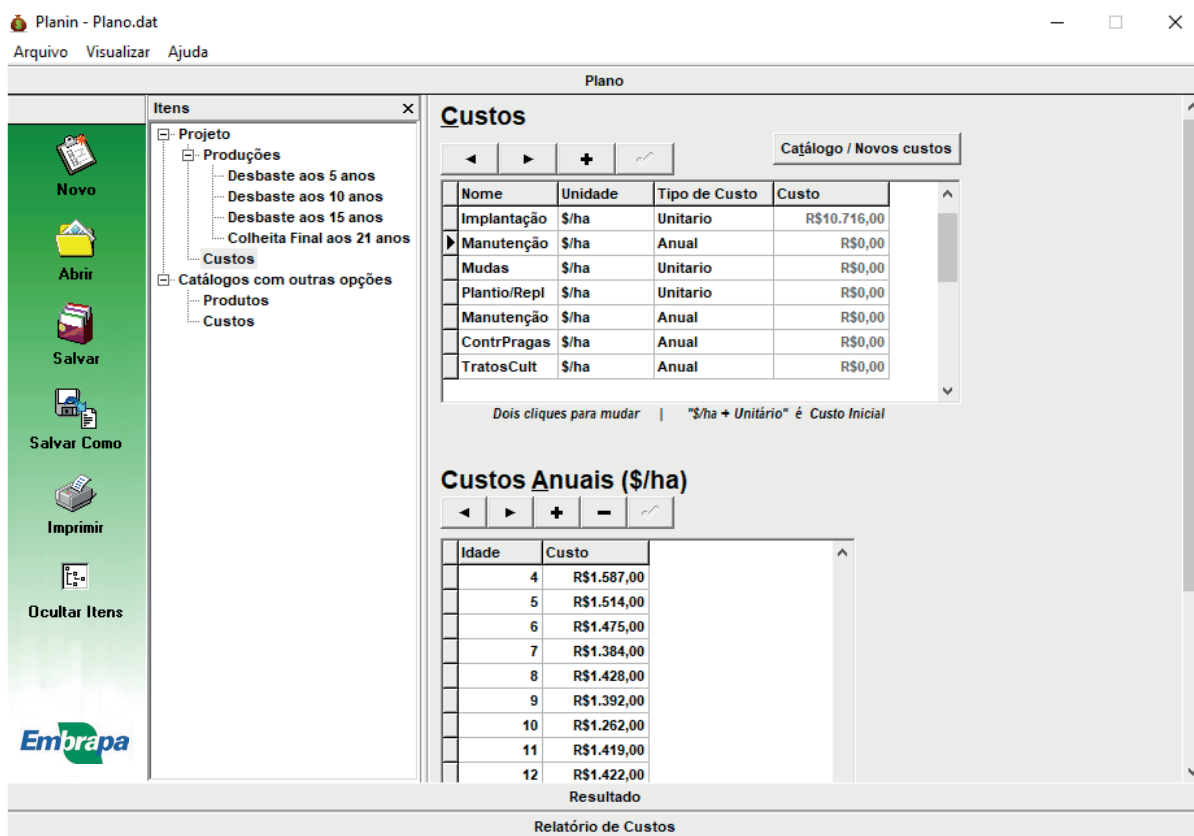 Planin - Plano.dat
Arquivo Visualizar Ajuda
Plano
Novo
Abrir
Salvar
Salvar Como
Imprimir
Ocultar Itens
Embrapa
Itens
Projeto
Produções
Desbaste aos 5 anos
Desbaste aos 10 anos
Desbaste aos 15 anos
Colheita Final aos 21 anos
Custos
Catálogos com outras opções
Produtos
Custos
Custos
Catálogo / Novos custos
Nome Unidade Tipo de Custo Custo
Implantação $/ha Unitario R$10.716,00
Manutenção $/ha Anual R$0,00
Mudas $/ha Unitario R$0,00
Plantio/Repl $/ha Unitario R$0,00
Manutenção $/ha Anual R$0,00
ContrPragas $/ha Anual R$0,00
TratosCult $/ha Anual R$0,00
Dois cliques para mudar | "$/ha + Unitário" é Custo Inicial
Custos Anuais ($/ha)
Idade Custo
4 R$1.587,00
5 R$1.514,00
6 R$1.475,00
7 R$1.384,00
8 R$1.428,00
9 R$1.392,00
10 R$1.262,00
11 R$1.419,00
12 R$1.422,00
Resultado
Relatório de Custos